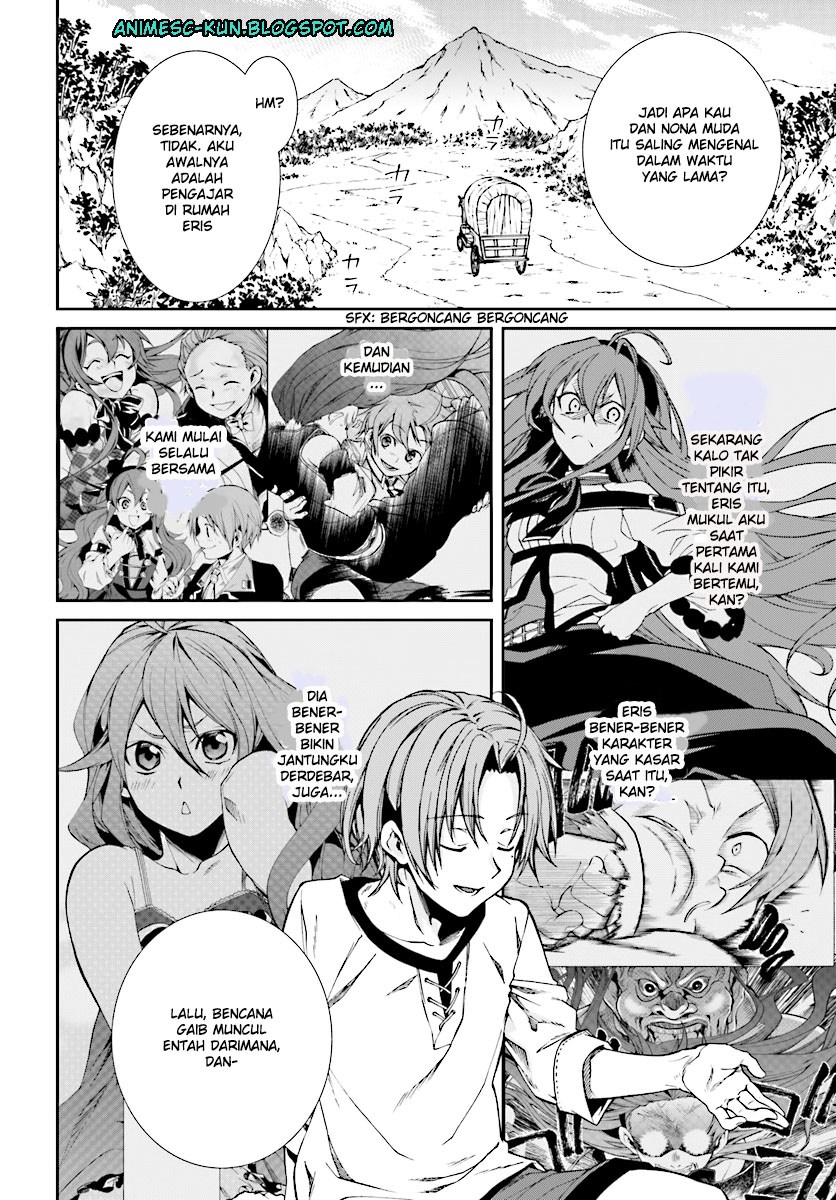 ANIMESC-KUN.BLOGSPOT.COM
JADI APA KAU
DAN NONA MUDA
ITU SALING MENGENAL
DALAM WAKTU
YANG LAMA?
HM?
SEBENARNYA,
TIDAK. AKU
AWALNYA
ADALAH
PENGAJAR
DI RUMAH
ERIS
SFX: BERGONCANG BERGONCANG
SEKARANG
KALO TAK
PIKIR
TENTANG ITU,
ERIS
MUKUL AKU
SAAT
PERTAMA
KALI KAMI
BERTEMU,
KAN?
ERIS
BENER-BENER
KARAKTER
YANG KASAR
SAAT ITU,
KAN?
DAN
KEMUDIAN
...
KAMI MULAI
SELALU
BERSAMA
DIA
BENER-
BENER
BIKIN
JANTUNGKU
DERDEBAR,
JUGA...
LALU, BENCANA
GAIB MUNCUL
ENTAH DARIMANA,
DAN-